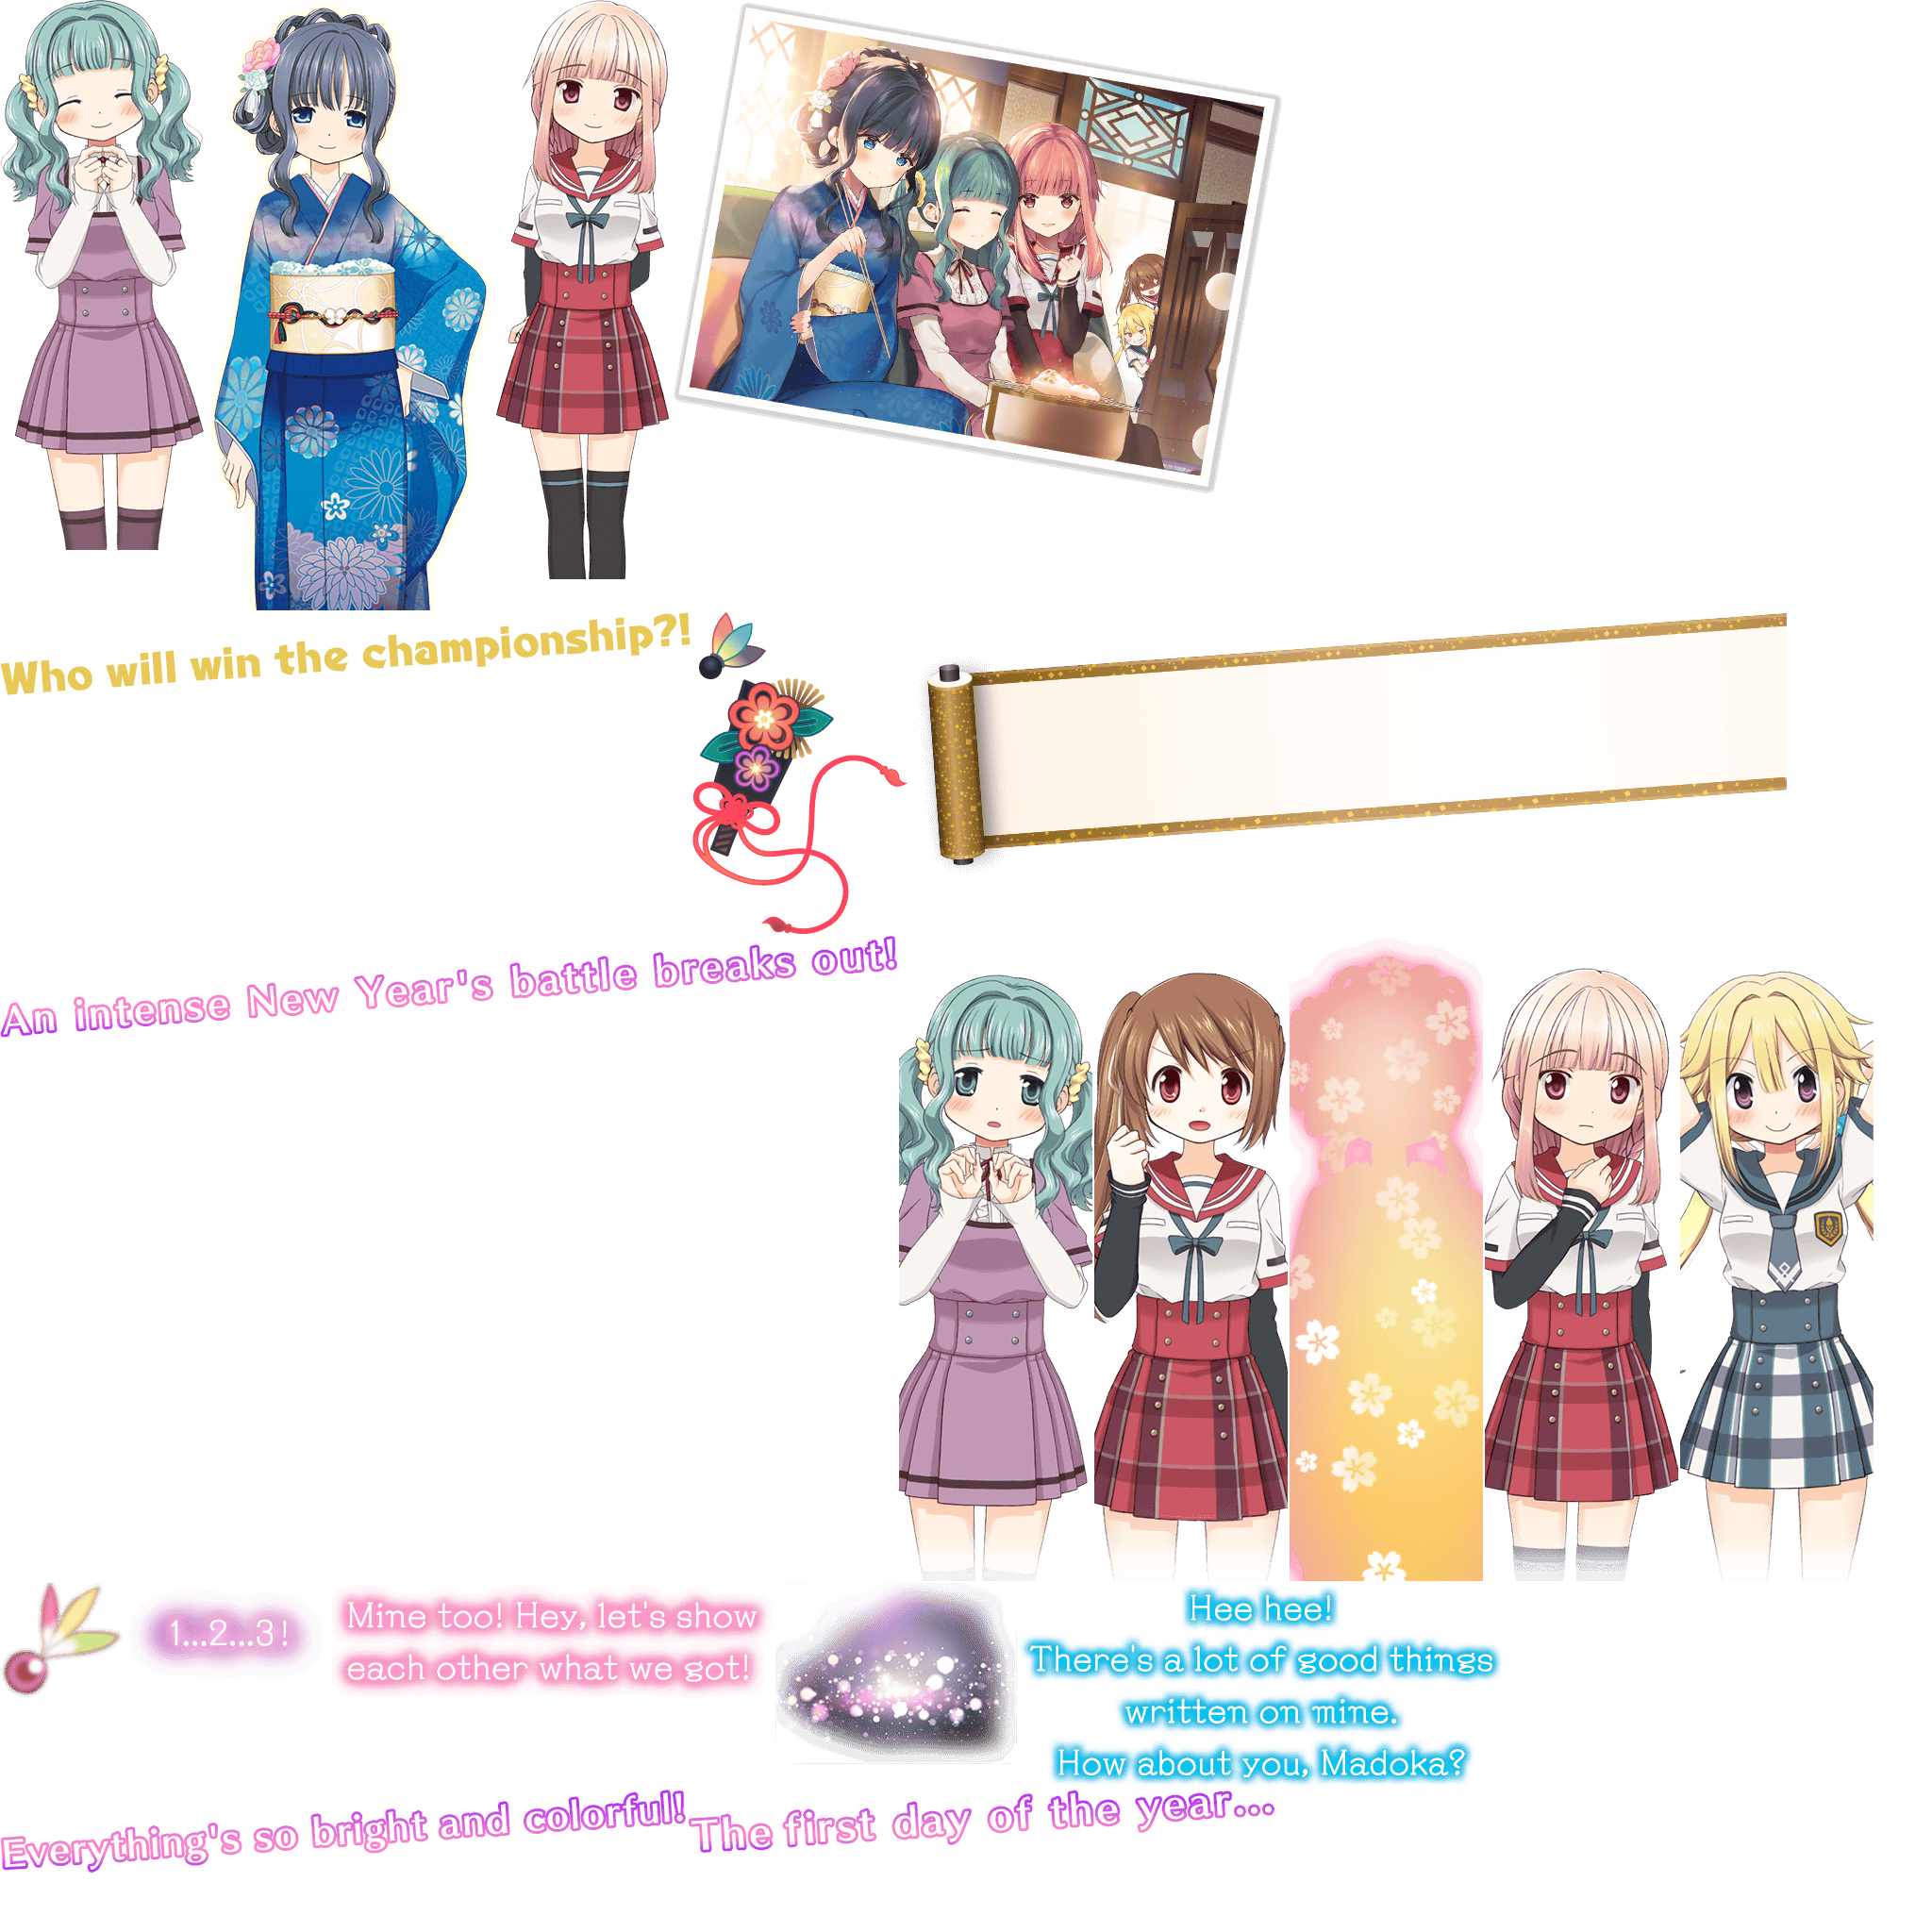 Who will win the championship?!
An intense New Year's battle breaks out!
1...2...3!
Mine too! Hey, let's show
each other what we got!
Hee hee!
There's a lot of good things
written on mine.
How about you, Madoka?
Everything's so bright and colorful!
The first day of the year...